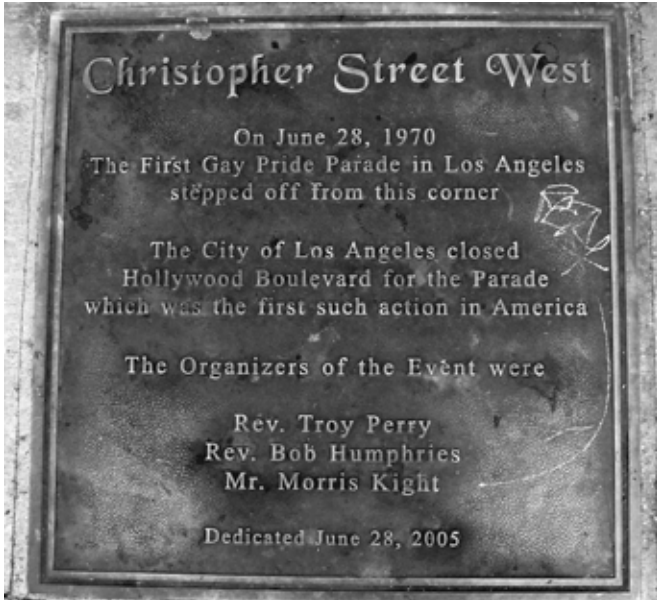 Christopher Street West
On June 28, 1970
The First Gay Pride Parade in Los Angeles
stepped off from this corner
The City of Los Angeles closed
Hollywood Boulevard for the Parade
which was the first such action in America
The Organizers of the Event were
Rev. Troy Perry
Rev. Bob Humphries
Mr. Morris Kight
Dedicated June 28, 2005